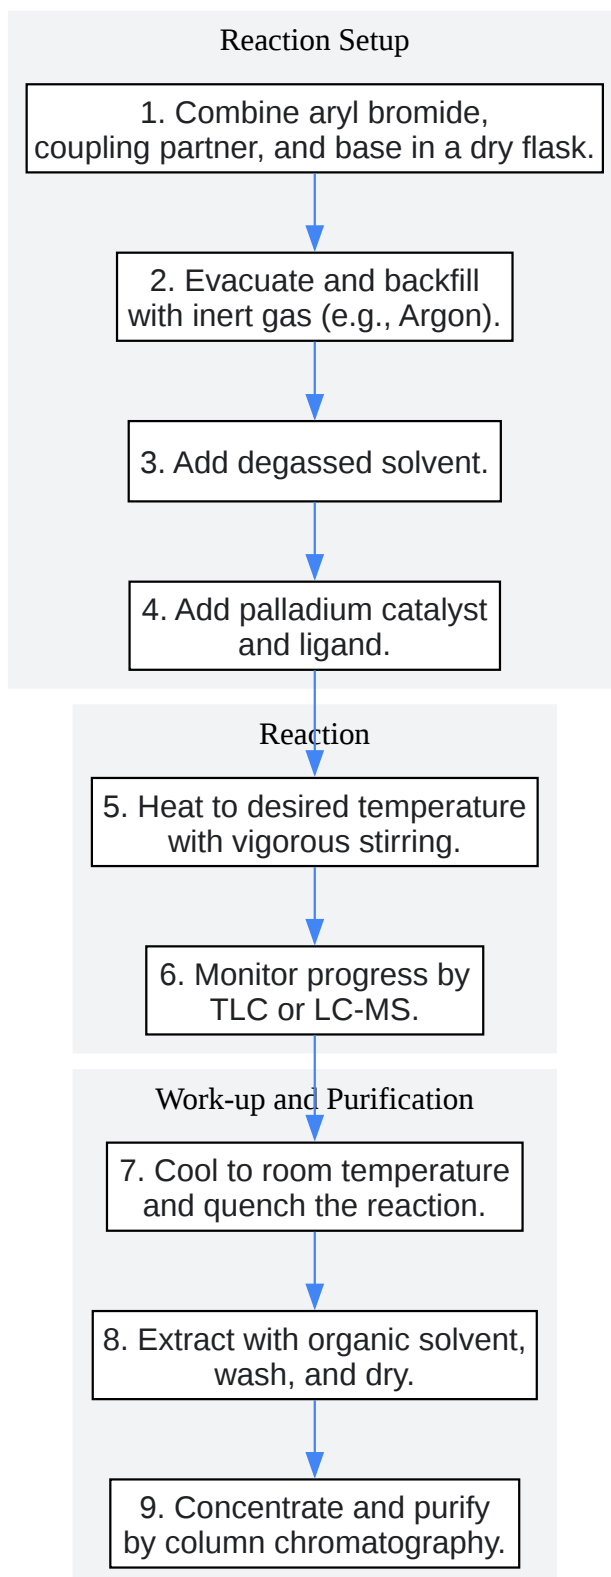 Reaction Setup
1. Combine aryl bromide,
coupling partner, and base in a dry flask.
2. Evacuate and backfill
with inert gas (e.g., Argon).
3. Add degassed solvent.
4. Add palladium catalyst
and ligand.
Reaction
5. Heat to desired temperature
with vigorous stirring.
6. Monitor progress by
TLC or LC-MS.
Work-up and Purification
7. Cool to room temperature
and quench the reaction.
8. Extract with organic solvent,
wash, and dry.
9. Concentrate and purify
by column chromatography.